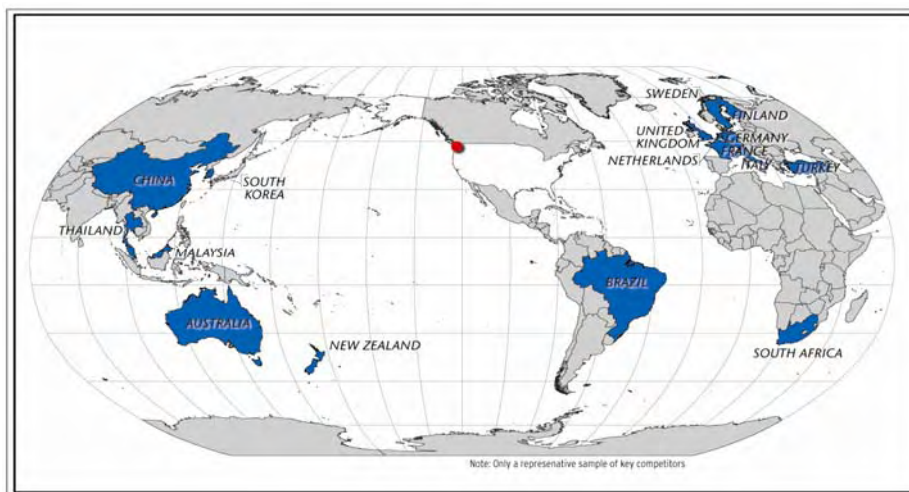 SWEDEN
FINLAND
UNITED
KINGDOM
GERMANY
FRANCE
NETHERLANDS
ITALY
TURKEY
CHINA
SOUTH
KOREA
THAILAND
MALAYSIA
BRAZIL
AUSTRALIA
NEW ZEALAND
SOUTH AFRICA
Note: Only a represenative sample of key competitors